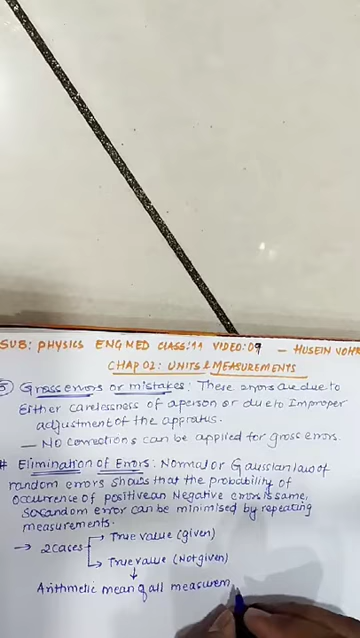 SUB: PHYSICS ENG MED CLASS:11 VIDEO:09 - HUSEIN VOHR
CHAP 02: UNITS & MEASUREMENTS
5 Gross errors or mistakes: These errors are due to
Either carelessness of a person or due to Improper
adjustment of the appratus.
- No corrections can be applied for gross errors.
# Elimination of Errors: Normal or Gaussian law of
random errors shows that the probability of
occurrence of positive an Negative errors is same,
so random error can be minimised by repeating
measurements.
→ 2 cases → True value (given)
→ True value (Not given)
↓
Arithmetic mean of all measurem